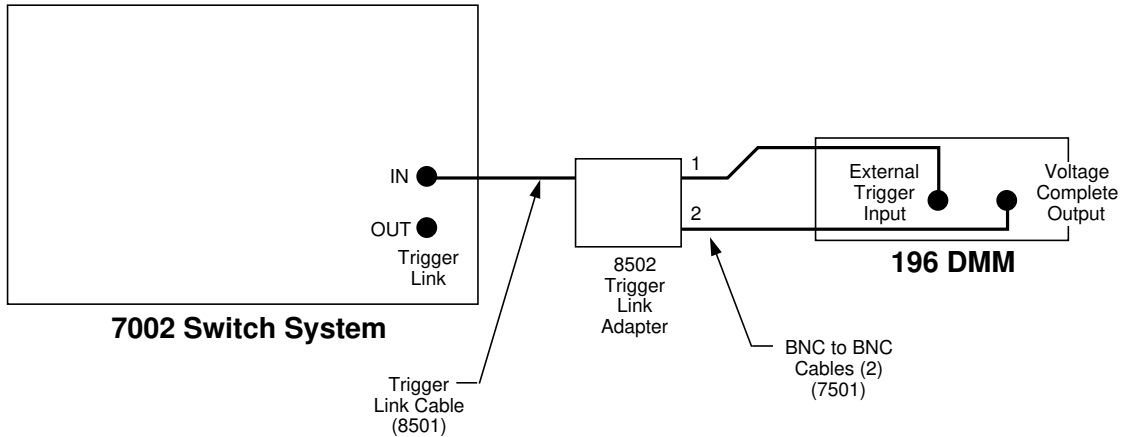 IN
OUT
Trigger
Link
7002 Switch System
Trigger
Link Cable
(8501)
8502
Trigger
Link
Adapter
1
2
BNC to BNC
Cables (2)
(7501)
External
Trigger
Input
Voltage
Complete
Output
196 DMM